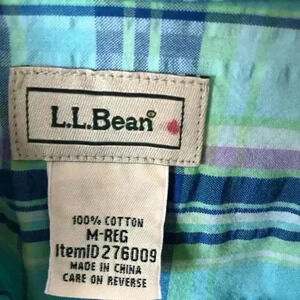 L.L.Bean®
100% COTTON
M-REG
ItemID 276009
MADE IN CHINA
CARE ON REVERSE